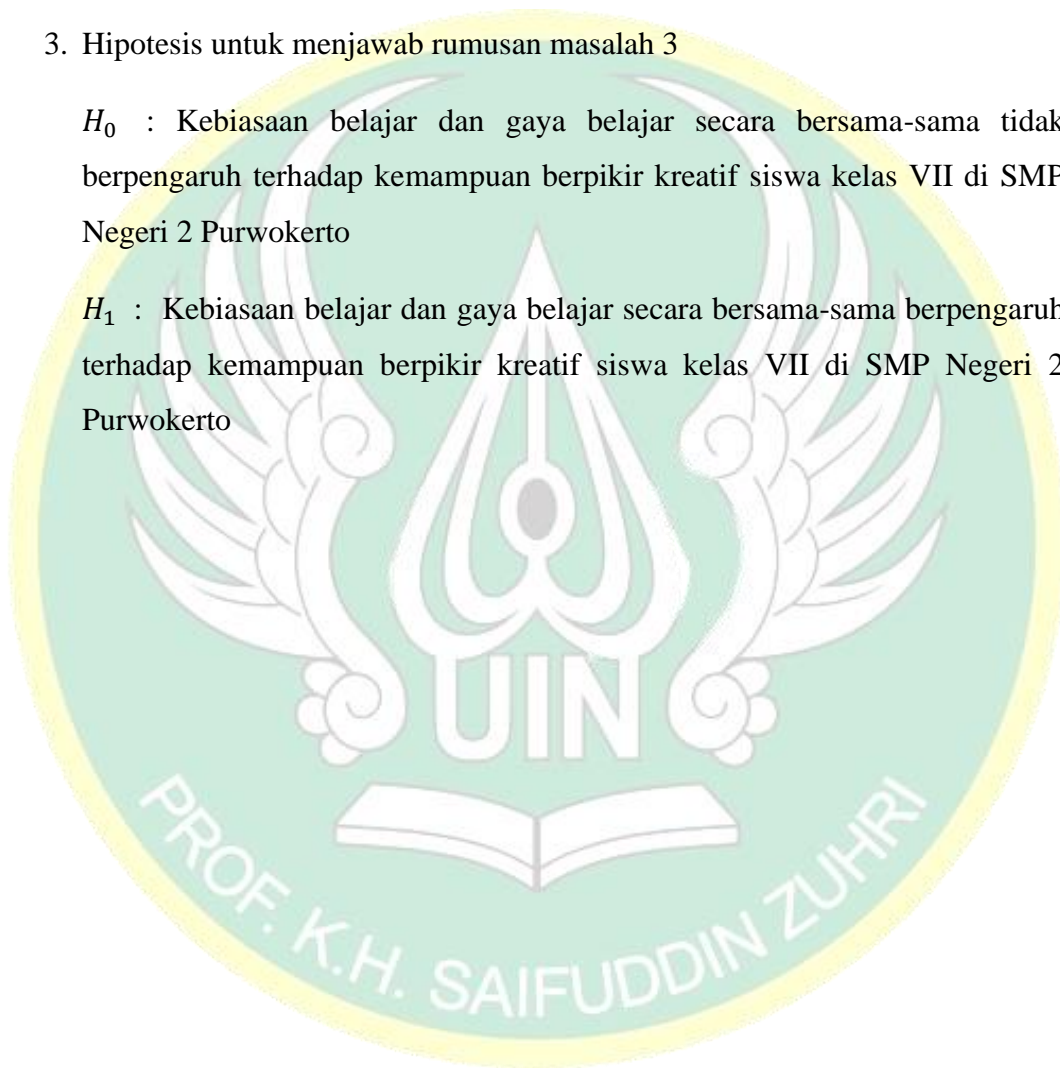 3. Hipotesis untuk menjawab rumusan masalah 3
H₀ : Kebiasaan belajar dan gaya belajar secara bersama-sama tidak
berpengaruh terhadap kemampuan berpikir kreatif siswa kelas VII di SMP
Negeri 2 Purwokerto
H₁ : Kebiasaan belajar dan gaya belajar secara bersama-sama berpengaruh
terhadap kemampuan berpikir kreatif siswa kelas VII di SMP Negeri 2
Purwokerto
UIN
PROF. K.H. SAIFUDDIN ZUHRI